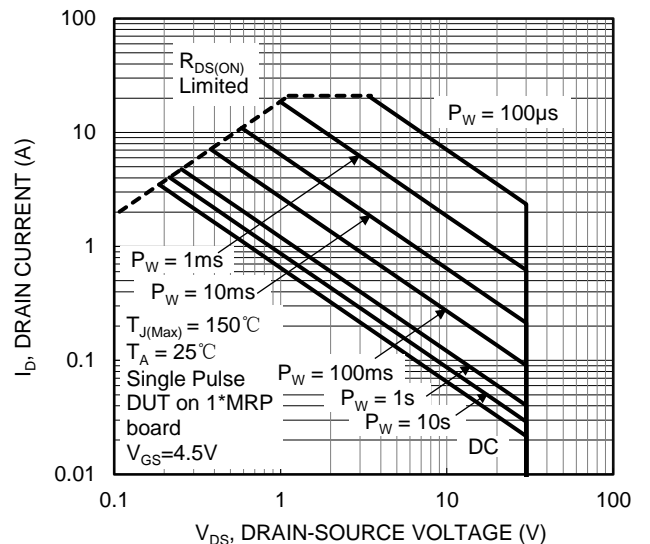 100
R_DS(ON)
Limited
P_W = 100µs
10
I_D, DRAIN CURRENT (A)
1
P_W = 1ms
P_W = 10ms
T_J(Max) = 150℃
T_A = 25℃
Single Pulse
DUT on 1*MRP
board
V_GS=4.5V
P_W = 100ms
P_W = 1s
P_W = 10s
DC
0.1
0.01
0.1 1 10 100
V_DS, DRAIN-SOURCE VOLTAGE (V)